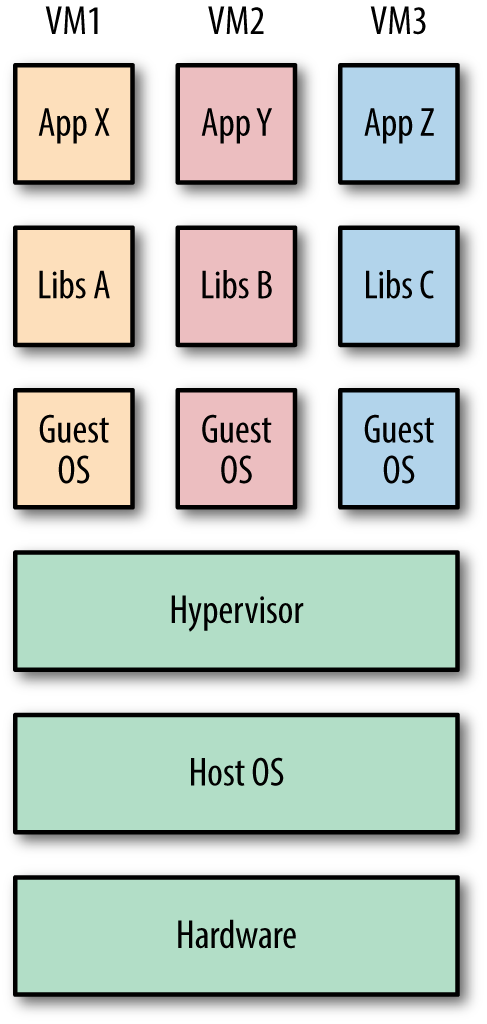 VM1
VM2
VM3
App X
App Y
App Z
Libs A
Libs B
Libs C
Guest
OS
Guest
OS
Guest
OS
Hypervisor
Host OS
Hardware